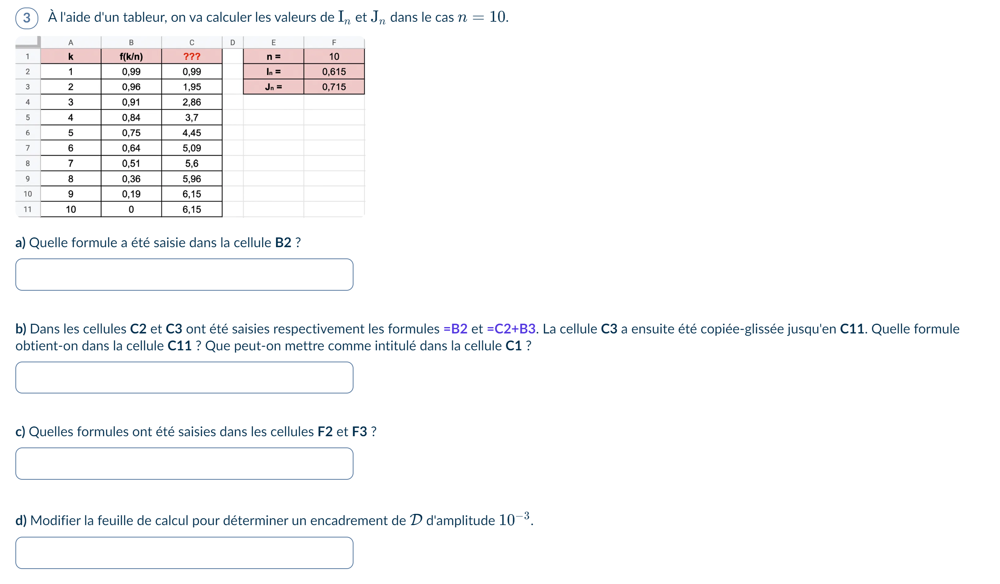 3 À l'aide d'un tableur, on va calculer les valeurs de Iₙ et Jₙ dans le cas n = 10.
A B C D E F
1 k f(k/n) ??? n = 10
2 1 0,99 0,99 Iₙ = 0,615
3 2 0,96 1,95 Jₙ = 0,715
4 3 0,91 2,86
5 4 0,84 3,7
6 5 0,75 4,45
7 6 0,64 5,09
8 7 0,51 5,6
9 8 0,36 5,96
10 9 0,19 6,15
11 10 0 6,15
a) Quelle formule a été saisie dans la cellule B2 ?
b) Dans les cellules C2 et C3 ont été saisies respectivement les formules =B2 et =C2+B3. La cellule C3 a ensuite été copiée-glissée jusqu'en C11. Quelle formule
obtient-on dans la cellule C11 ? Que peut-on mettre comme intitulé dans la cellule C1 ?
c) Quelles formules ont été saisies dans les cellules F2 et F3 ?
d) Modifier la feuille de calcul pour déterminer un encadrement de 𝒟 d'amplitude 10⁻³.